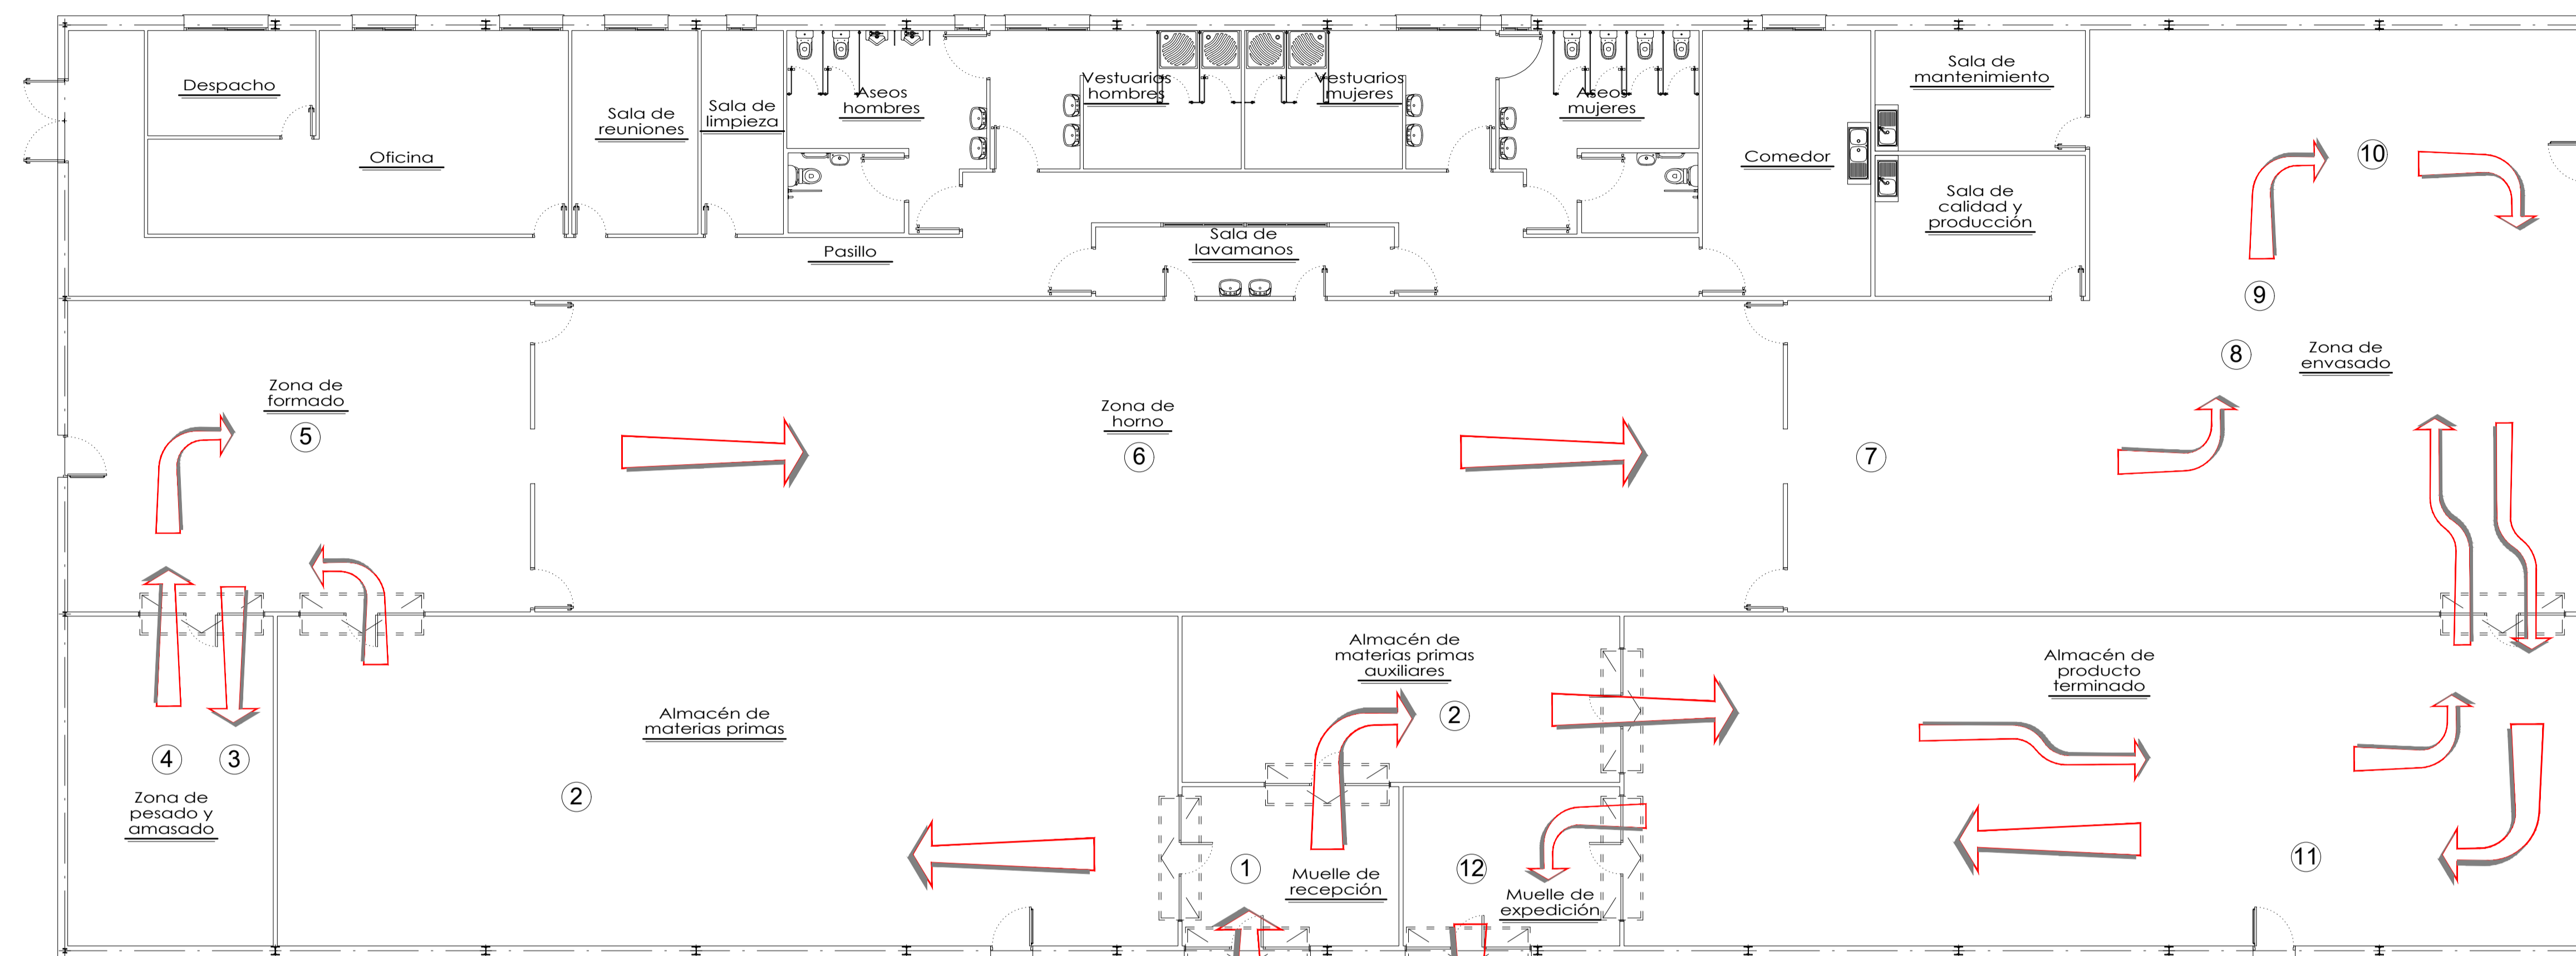 Despacho
Oficina
Sala de
reuniones
Sala de
limpieza
Aseos
hombres
Vestuarios
hombres
Vestuarios
mujeres
Aseos
mujeres
Comedor
Sala de
mantenimiento
Sala de
calidad y
producción
10
Pasillo
Sala de
lavamanos
9
8
Zona de
envasado
Zona de
formado
5
Zona de
horno
6
7
Almacén de
materias primas
auxiliares
2
Almacén de
producto
terminado
Almacén de
materias primas
2
4
3
Zona de
pesado y
amasado
1
Muelle de
recepción
12
Muelle de
expedición
11